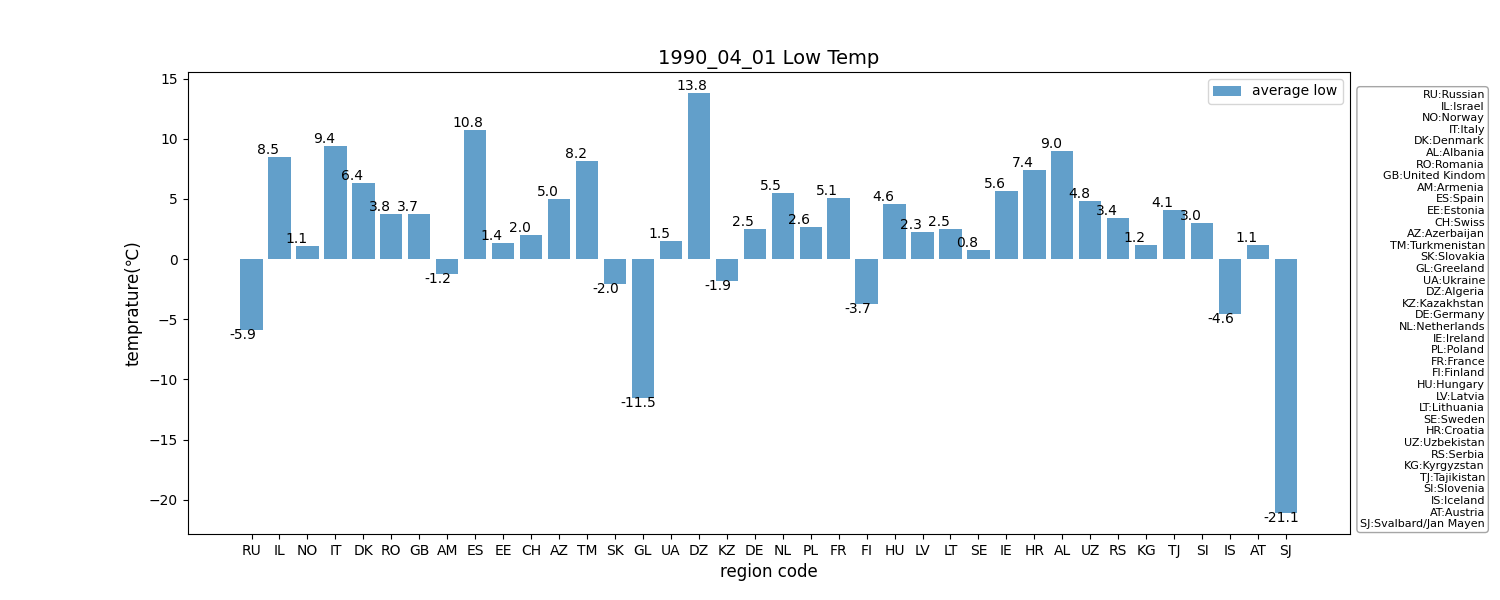 1990_04_01 Low Temp
average low
temprature(℃)
15
10
5
0
−5
−10
−15
−20
-5.9
8.5
1.1
9.4
6.4
3.8
3.7
-1.2
10.8
1.4
2.0
5.0
8.2
-2.0
-11.5
1.5
13.8
-1.9
2.5
5.5
2.6
5.1
-3.7
4.6
2.3
2.5
0.8
5.6
7.4
9.0
4.8
3.4
1.2
4.1
3.0
-4.6
1.1
-21.1
RU IL NO IT DK RO GB AM ES EE CH AZ TM SK GL UA DZ KZ DE NL PL FR FI HU LV LT SE IE HR AL UZ RS KG TJ SI IS AT SJ
region code
RU:Russian
IL:Israel
NO:Norway
IT:Italy
DK:Denmark
AL:Albania
RO:Romania
GB:United Kindom
AM:Armenia
ES:Spain
EE:Estonia
CH:Swiss
AZ:Azerbaijan
TM:Turkmenistan
SK:Slovakia
GL:Greeland
UA:Ukraine
DZ:Algeria
KZ:Kazakhstan
DE:Germany
NL:Netherlands
IE:Ireland
PL:Poland
FR:France
FI:Finland
HU:Hungary
LV:Latvia
LT:Lithuania
SE:Sweden
HR:Croatia
UZ:Uzbekistan
RS:Serbia
KG:Kyrgyzstan
TJ:Tajikistan
SI:Slovenia
IS:Iceland
AT:Austria
SJ:Svalbard/Jan Mayen